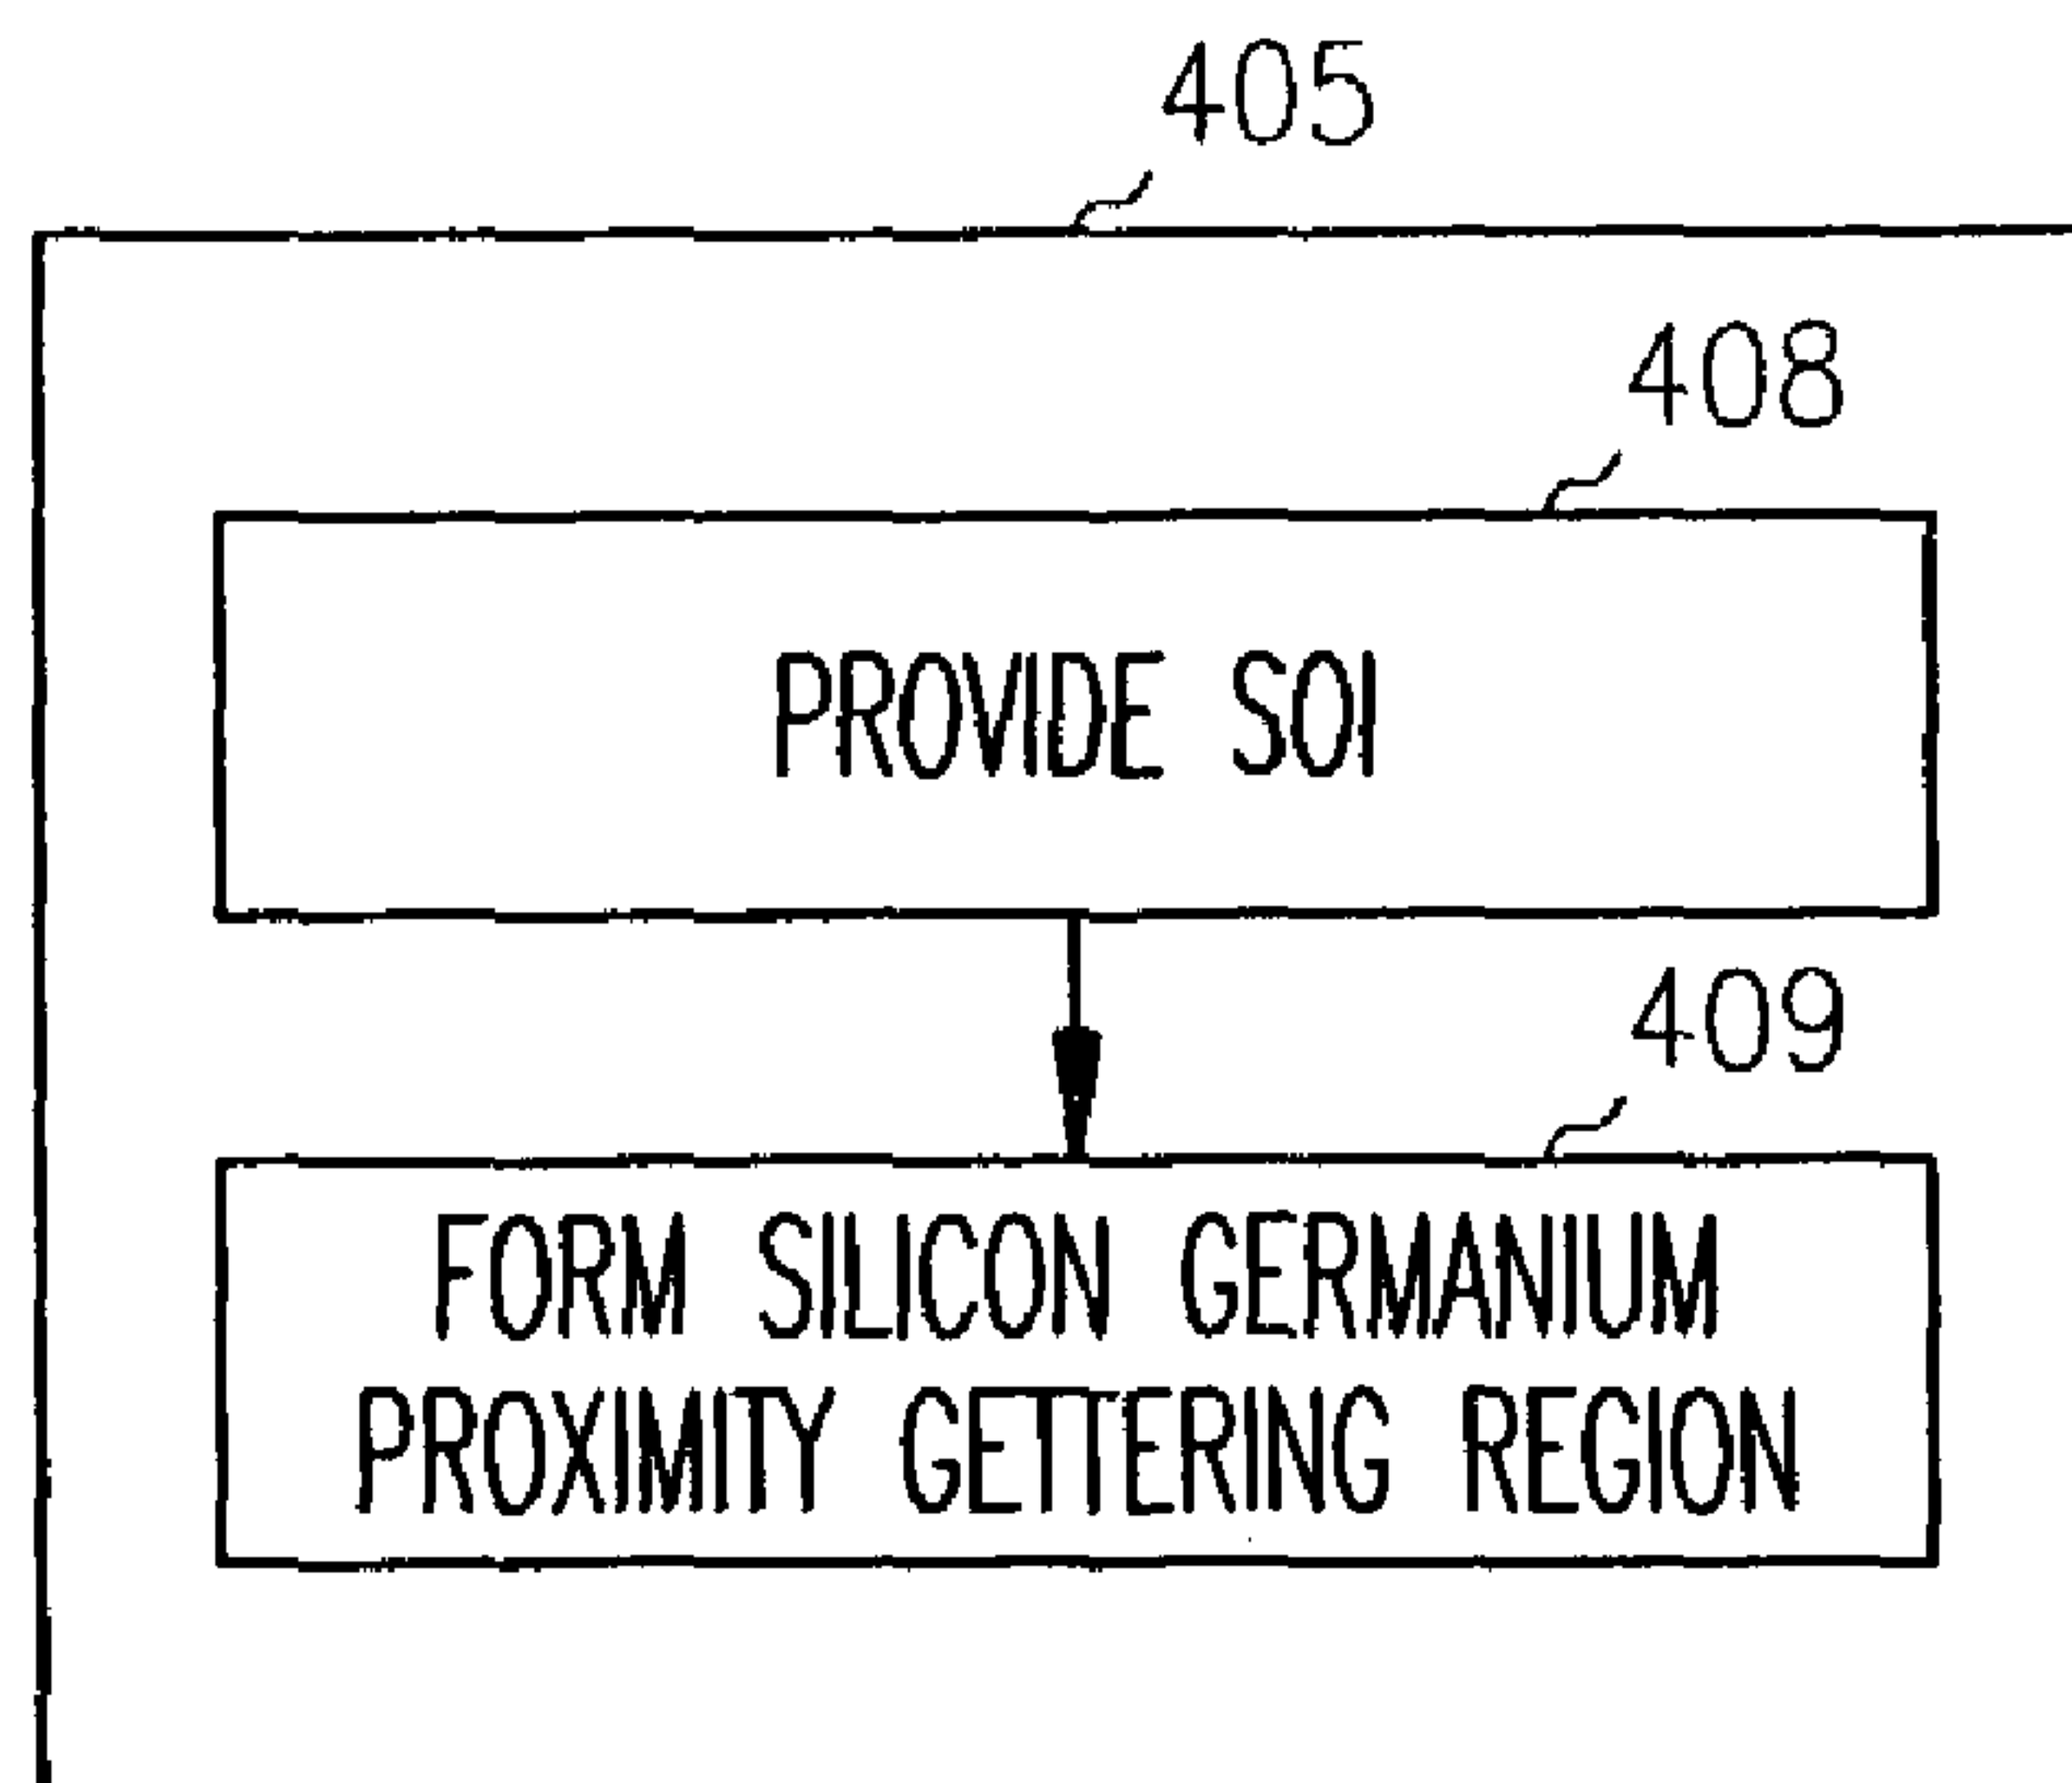 405
408
PROVIDE SOI
409
FORM SILICON GERMANIUM
PROXIMITY GETTERING REGION